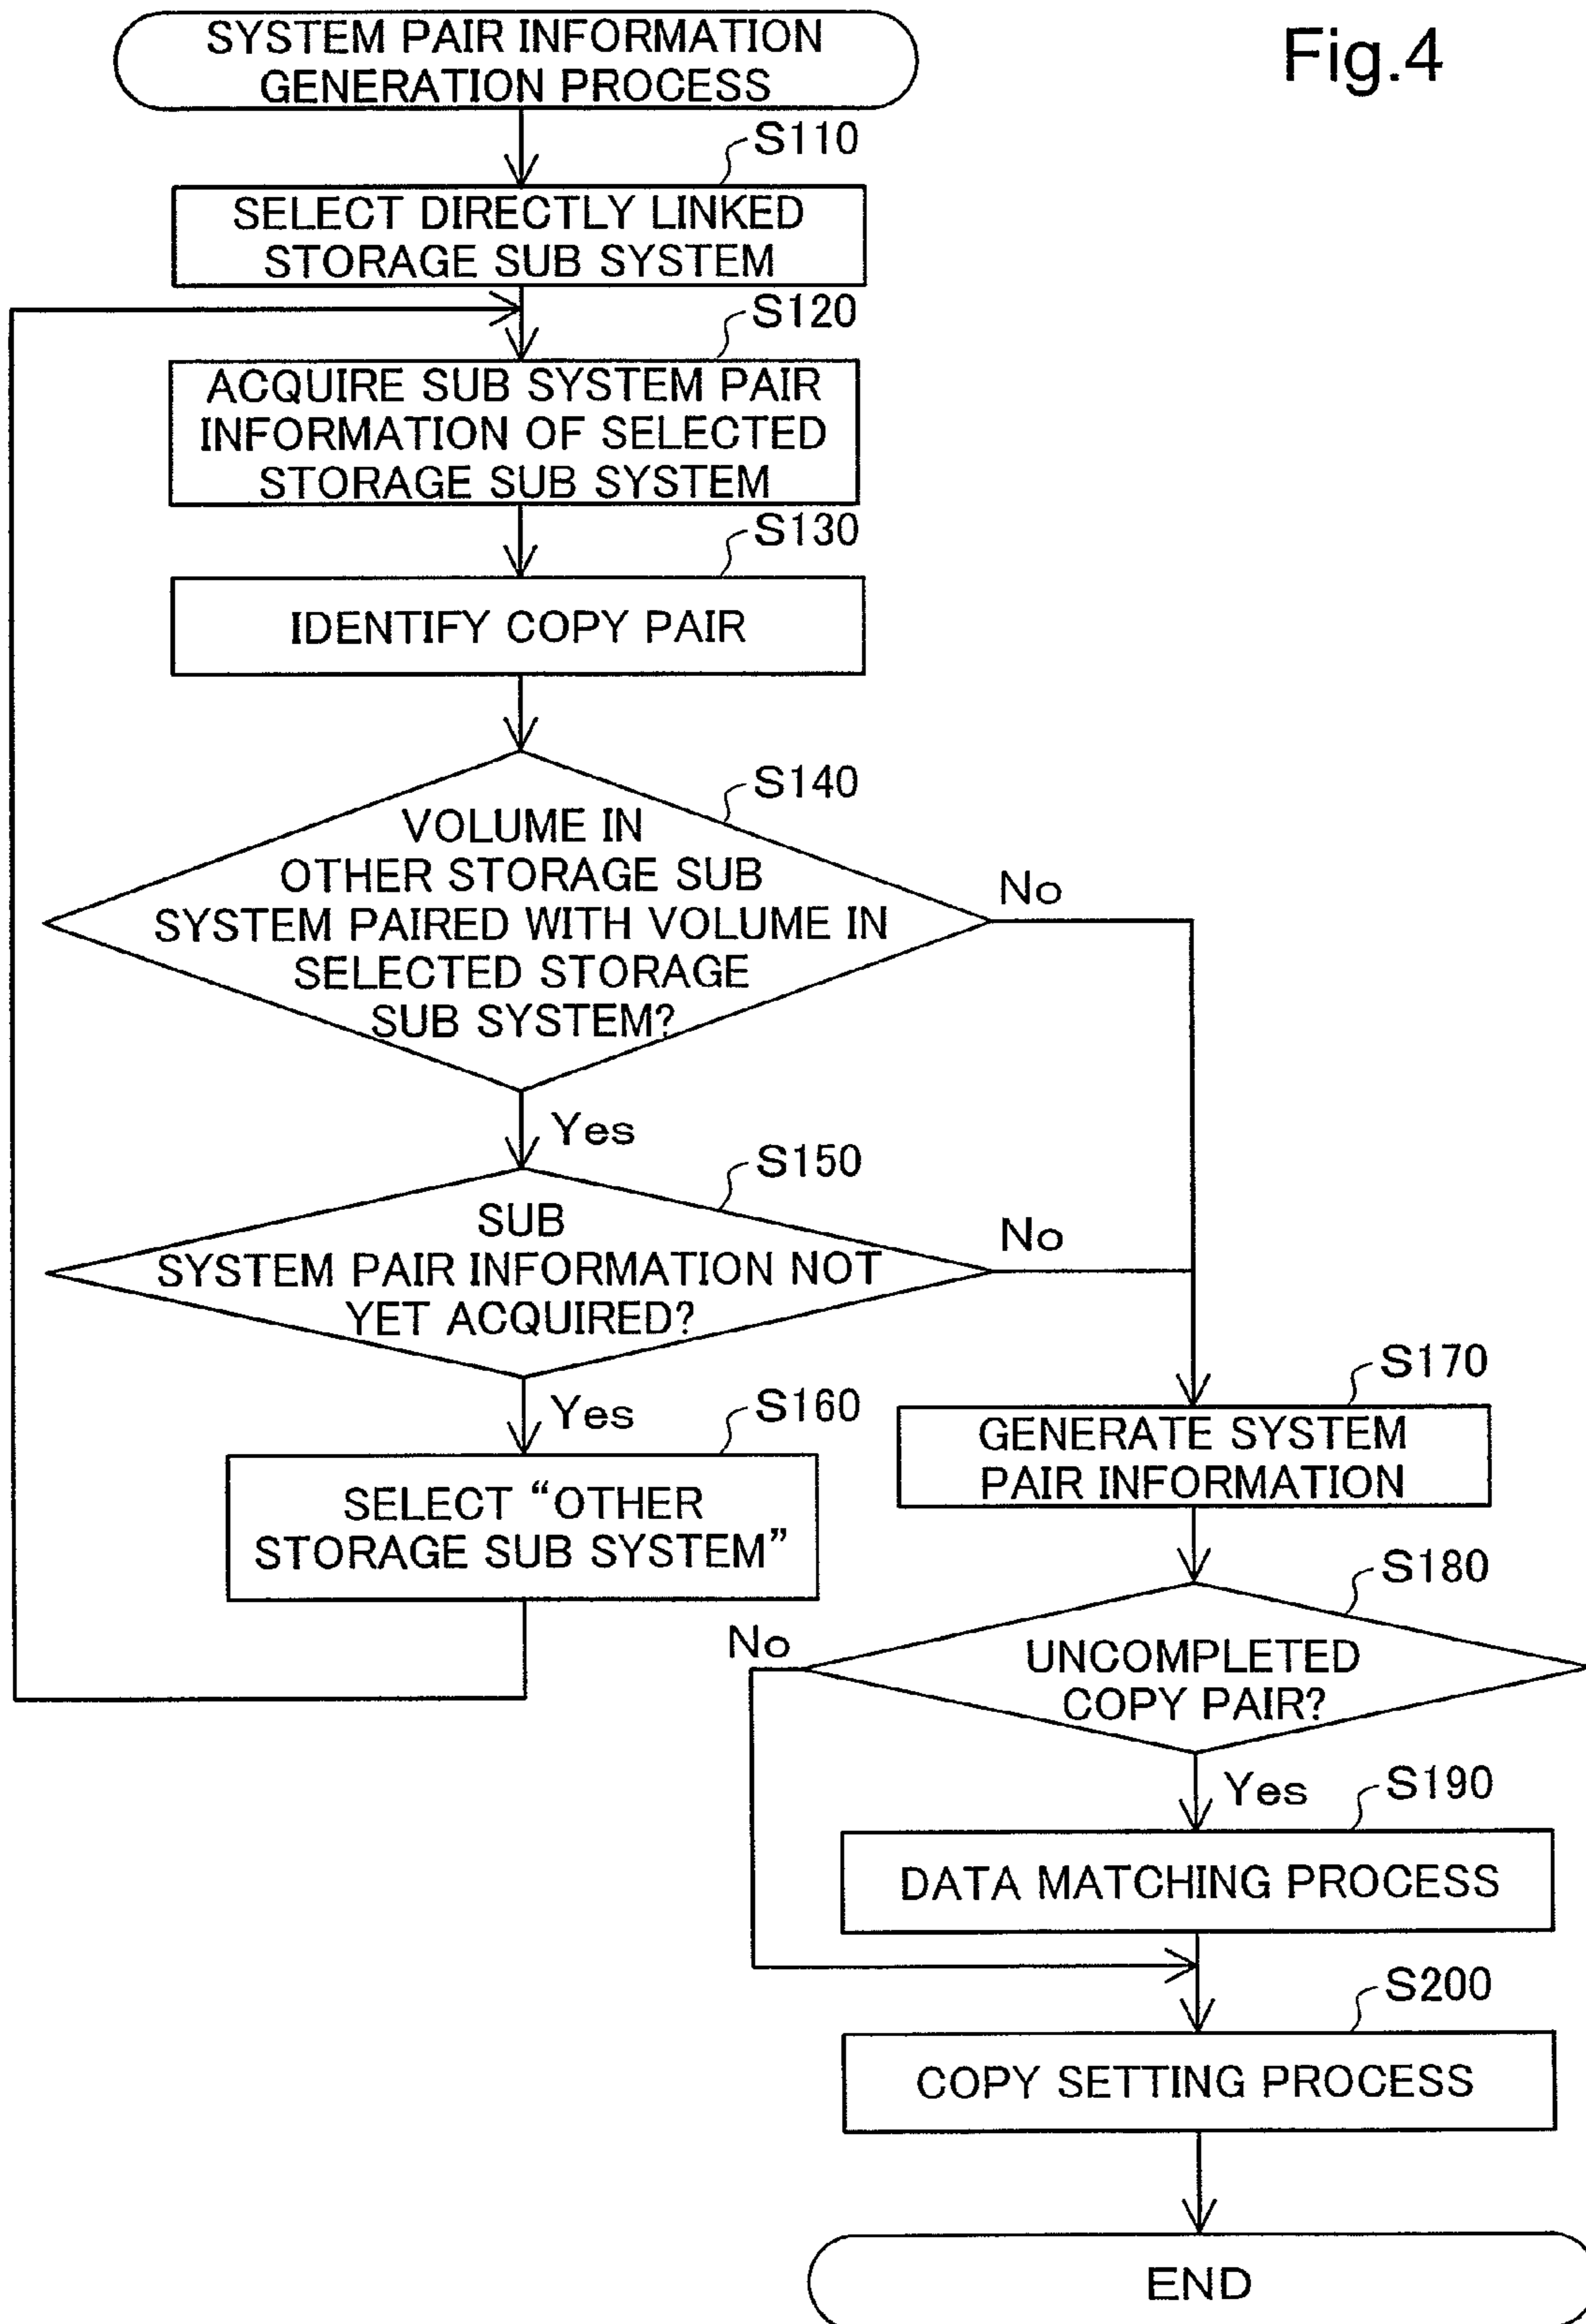 SYSTEM PAIR INFORMATION
GENERATION PROCESS
Fig.4
S110
SELECT DIRECTLY LINKED
STORAGE SUB SYSTEM
S120
ACQUIRE SUB SYSTEM PAIR
INFORMATION OF SELECTED
STORAGE SUB SYSTEM
S130
IDENTIFY COPY PAIR
S140
VOLUME IN
OTHER STORAGE SUB
SYSTEM PAIRED WITH VOLUME IN
SELECTED STORAGE
SUB SYSTEM?
No
Yes
S150
SUB
SYSTEM PAIR INFORMATION NOT
YET ACQUIRED?
No
Yes
S160
SELECT “OTHER
STORAGE SUB SYSTEM”
S170
GENERATE SYSTEM
PAIR INFORMATION
S180
UNCOMPLETED
COPY PAIR?
No
Yes
S190
DATA MATCHING PROCESS
S200
COPY SETTING PROCESS
END